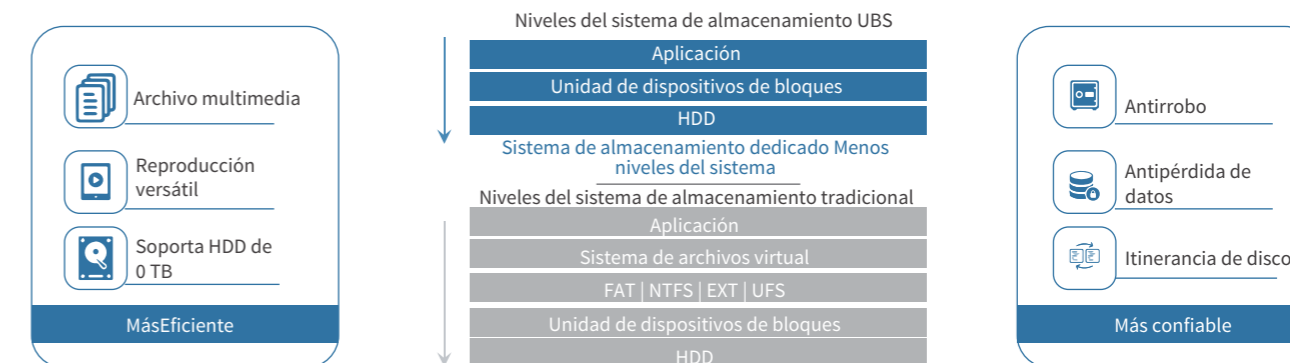 Archivo multimedia
Reproducción
versátil
Soporta HDD de
0 TB
MásEficiente
Niveles del sistema de almacenamiento UBS
Aplicación
Unidad de dispositivos de bloques
HDD
Sistema de almacenamiento dedicado Menos
niveles del sistema
Niveles del sistema de almacenamiento tradicional
Aplicación
Sistema de archivos virtual
FAT | NTFS | EXT | UFS
Unidad de dispositivos de bloques
HDD
Antirrobo
Antipérdida de
datos
Itinerancia de disco
Más confiable